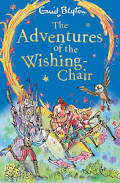 Enid Blyton
The
Adventures
of the
Wishing-
Chair